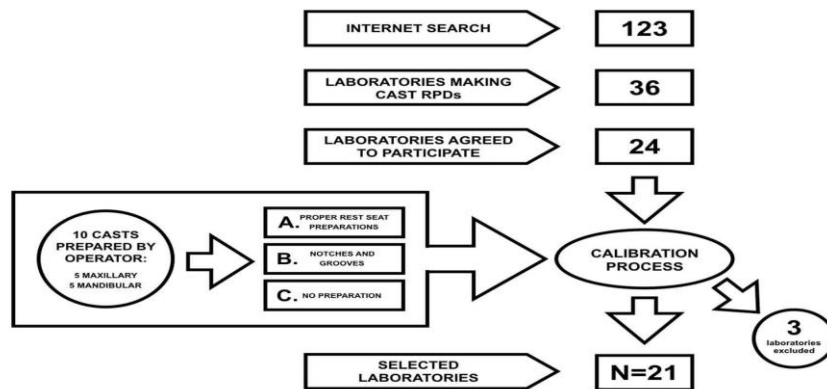 INTERNET SEARCH
123
LABORATORIES MAKING
CAST RPDs
36
LABORATORIES AGREED
TO PARTICIPATE
24
10 CASTS
PREPARED BY
OPERATOR:
5 MAXILLARY
5 MANDIBULAR
A. PROPER REST SEAT
PREPARATIONS
B. NOTCHES AND
GROOVES
C. NO PREPARATION
CALIBRATION
PROCESS
3
laboratories
excluded
SELECTED
LABORATORIES
N=21